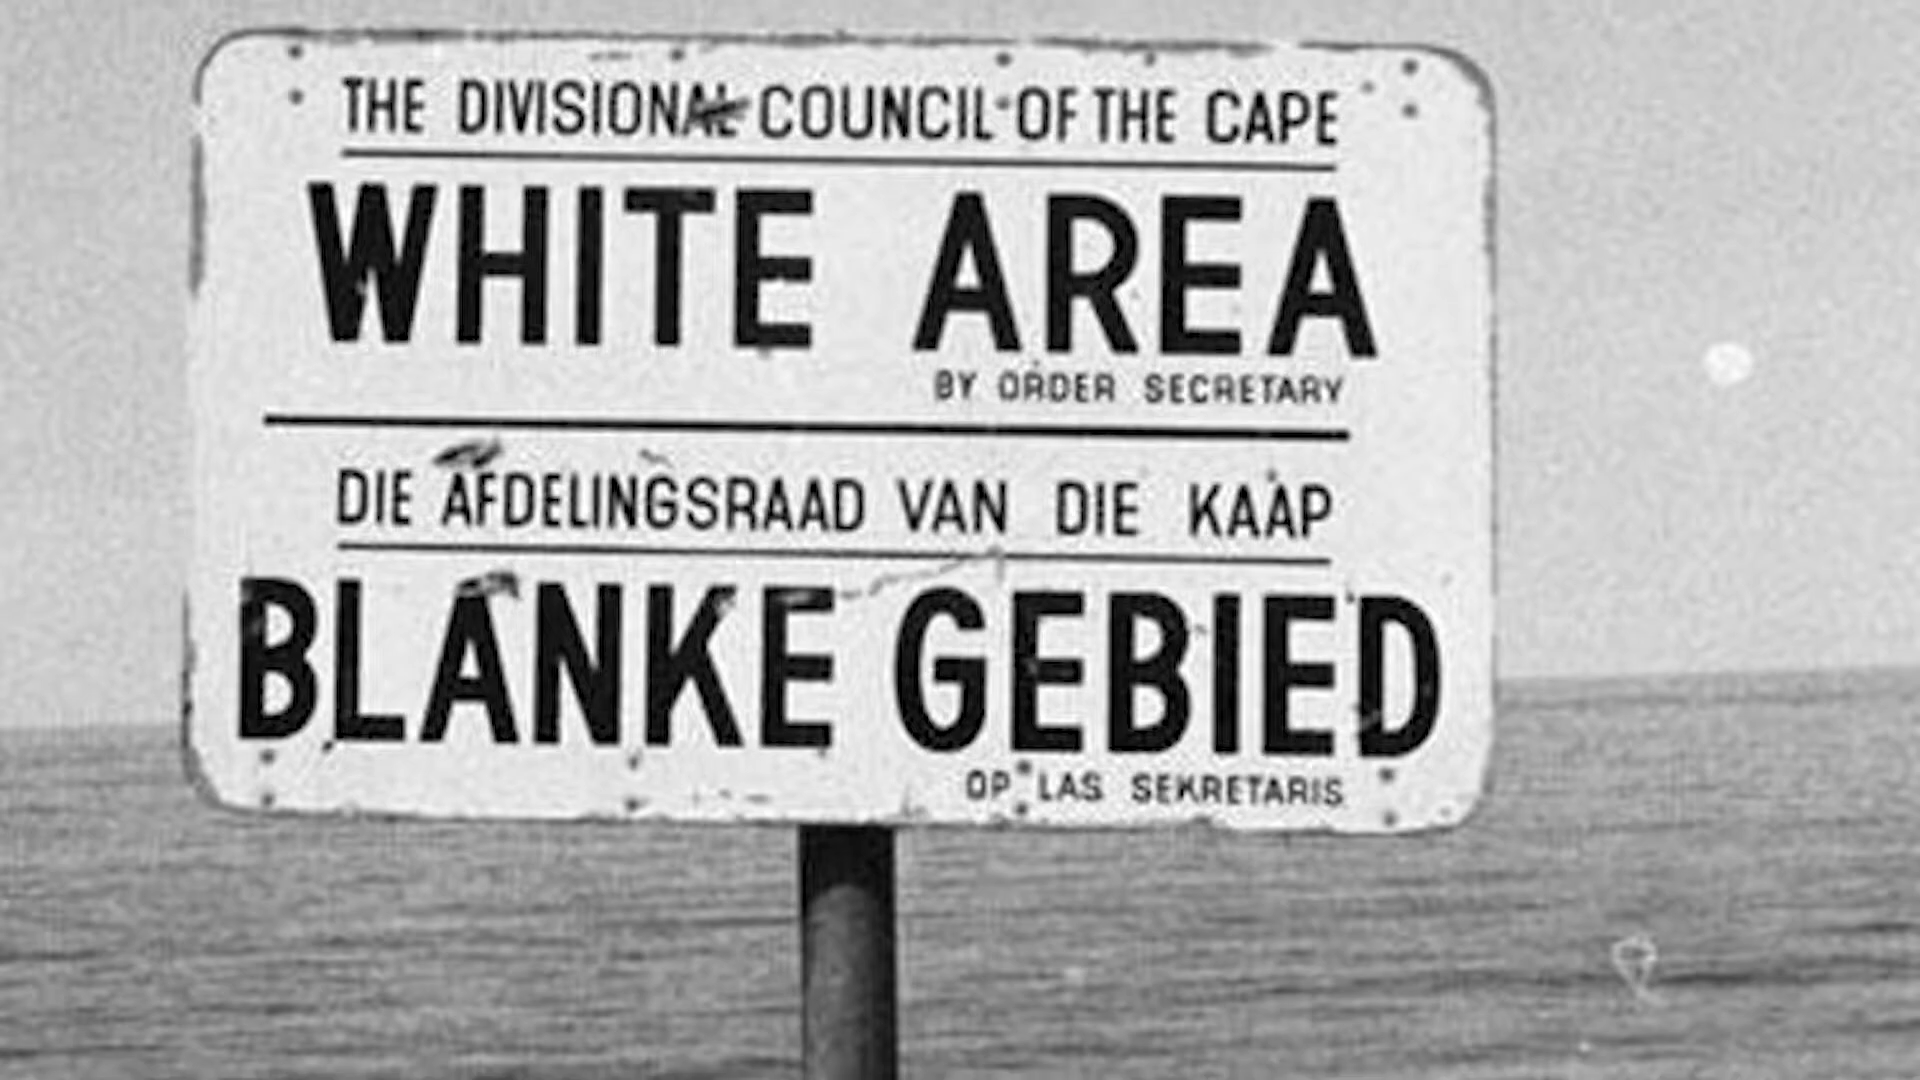 THE DIVISIONAL COUNCIL OF THE CAPE
WHITE AREA
BY ORDER SECRETARY
DIE AFDELINGSRAAD VAN DIE KAAP
BLANKE GEBIED
OP LAS SEKRETARIS